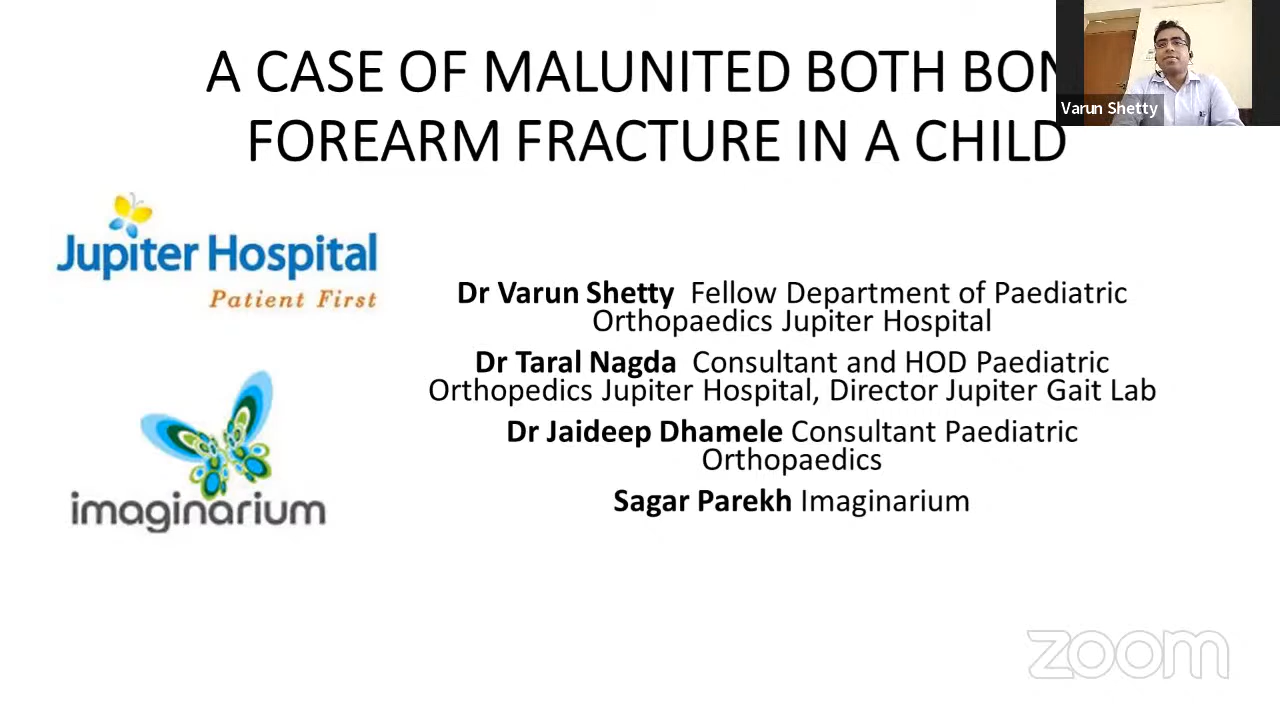 A CASE OF MALUNITED BOTH BON
FOREARM FRACTURE IN A CHILD
Varun Shetty
Jupiter Hospital
Patient First
Dr Varun Shetty Fellow Department of Paediatric
Orthopaedics Jupiter Hospital
Dr Taral Nagda Consultant and HOD Paediatric
Orthopedics Jupiter Hospital, Director Jupiter Gait Lab
Dr Jaideep Dhamele Consultant Paediatric
Orthopaedics
Sagar Parekh Imaginarium
imaginarium
zoom